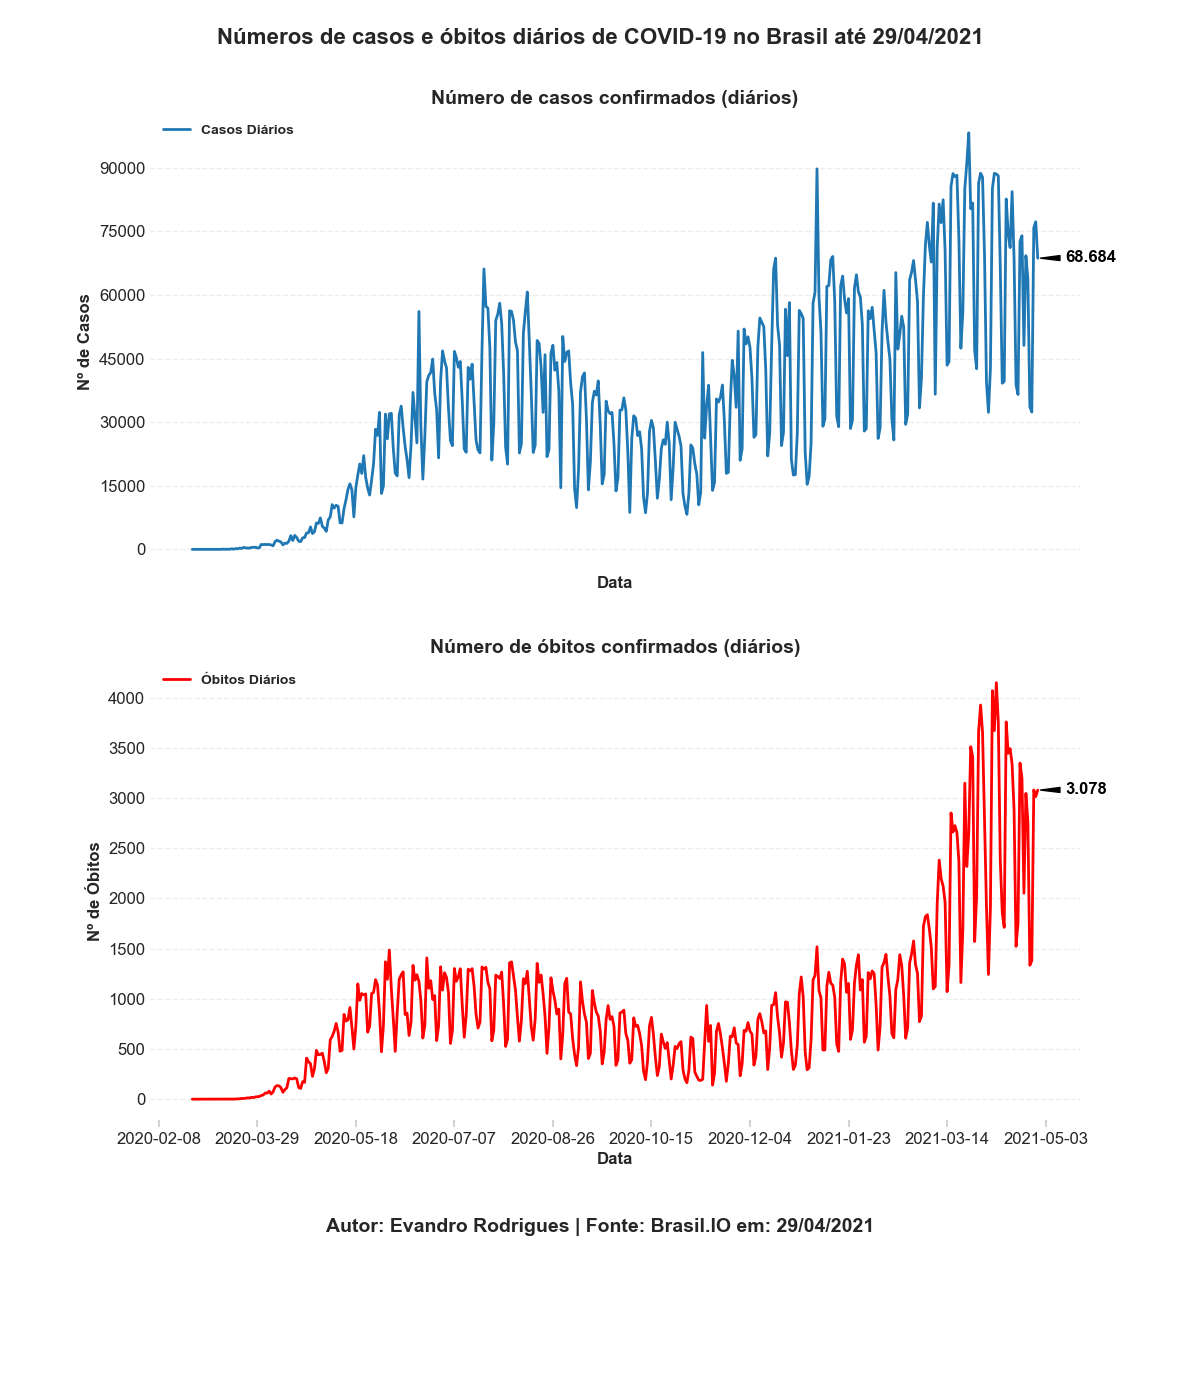 Números de casos e óbitos diários de COVID-19 no Brasil até 29/04/2021
Número de casos confirmados (diários)
Casos Diários
90000
75000
60000
45000
30000
15000
0
Nº de Casos
68.684
Data
Número de óbitos confirmados (diários)
Óbitos Diários
4000
3500
3000
2500
2000
1500
1000
500
0
Nº de Óbitos
3.078
2020-02-08 2020-03-29 2020-05-18 2020-07-07 2020-08-26 2020-10-15 2020-12-04 2021-01-23 2021-03-14 2021-05-03
Data
Autor: Evandro Rodrigues | Fonte: Brasil.IO em: 29/04/2021